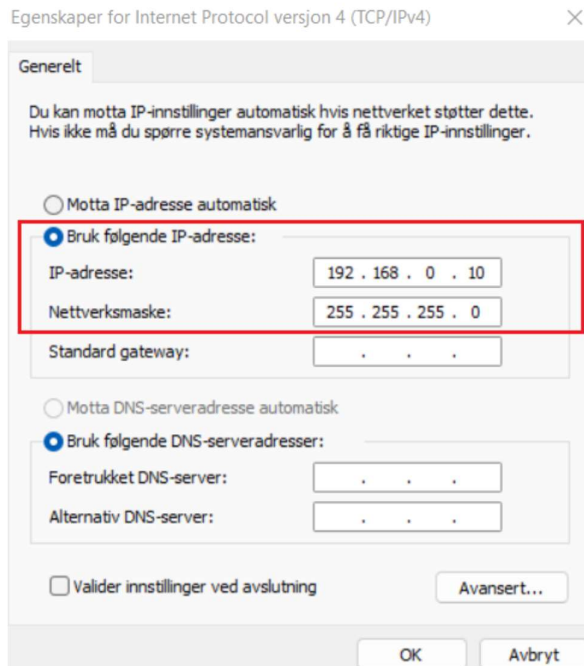 Egenskaper for Internet Protocol versjon 4 (TCP/IPv4)
Generelt
Du kan motta IP-innstillinger automatisk hvis nettverket støtter dette.
Hvis ikke må du spørre systemansvarlig for å få riktige IP-innstillinger.
Motta IP-adresse automatisk
Bruk følgende IP-adresse:
IP-adresse: 192 . 168 . 0 . 10
Nettverksmaske: 255 . 255 . 255 . 0
Standard gateway: . . .
Motta DNS-serveradresse automatisk
Bruk følgende DNS-serveradresser:
Foretrukket DNS-server: . . .
Alternativ DNS-server: . . .
Valider innstillinger ved avslutning Avansert...
OK Avbryt